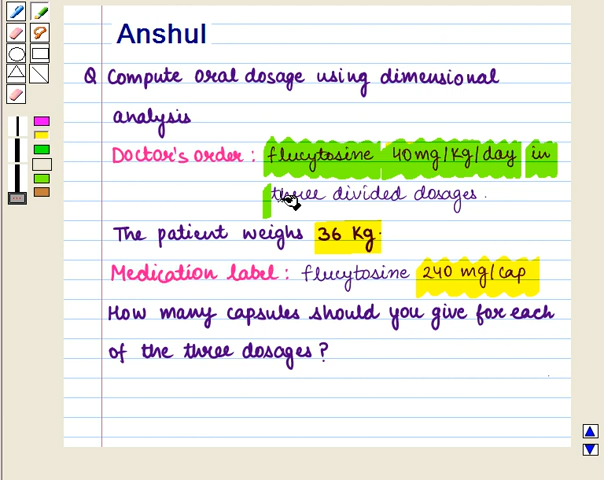 Anshul
Q Compute oral dosage using dimensional
analysis
Doctor's order : flucytosine 40mg/Kg/day in
three divided dosages.
The patient weighs 36 Kg.
Medication label : flucytosine 240 mg/cap
How many capsules should you give for each
of the three dosages ?